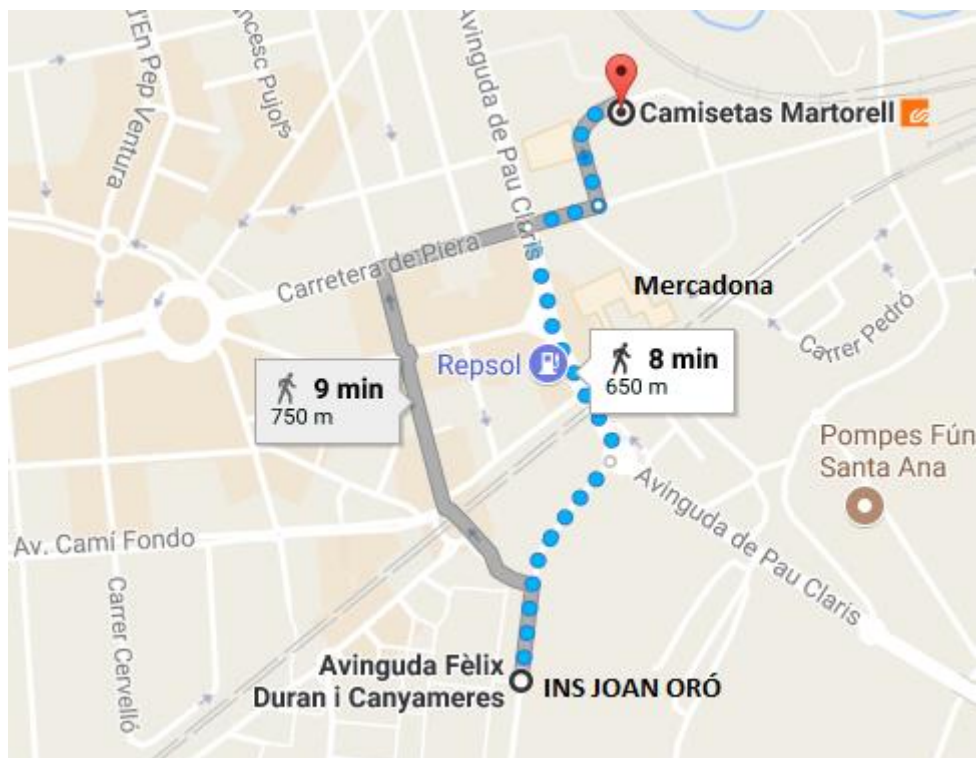 d'En Pep Ventura
ancesc Pujols
Avinguda de Pau Claris
Camisetas Martorell
Carretera de Piera
Mercadona
Carrer Pedró
Repsol
8 min
650 m
9 min
750 m
Pompes Fún
Santa Ana
Avinguda de Pau Claris
Av. Camí Fondo
Carrer Cervelló
Avinguda Fèlix
Duran i Canyameres
INS JOAN ORÓ